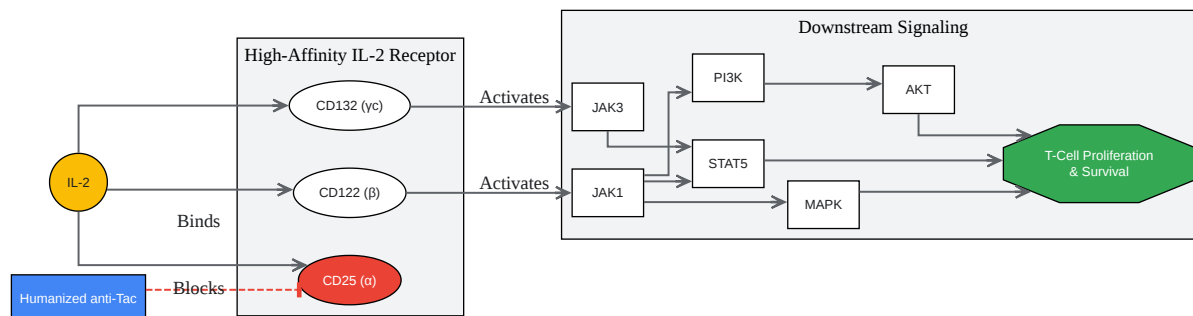 Downstream Signaling
High-Affinity IL-2 Receptor
PI3K
AKT
CD132 (γc)
Activates
JAK3
T-Cell Proliferation
& Survival
STAT5
IL-2
CD122 (β)
Activates
JAK1
MAPK
Binds
CD25 (α)
Humanized anti-Tac
Blocks